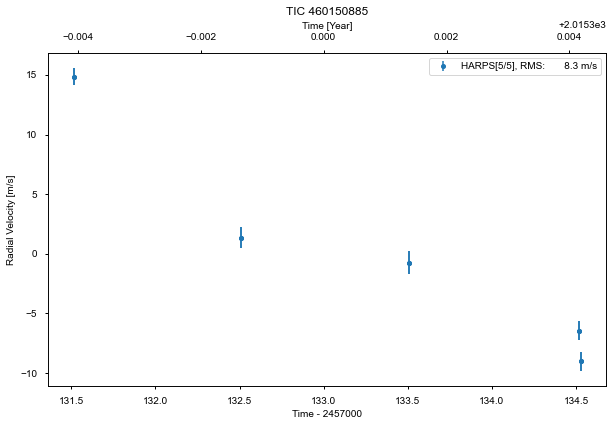 TIC 460150885
Time [Year]
+2.0153e3
−0.004 −0.002 0.000 0.002 0.004
HARPS[5/5], RMS: 8.3 m/s
15
10
5
0
−5
−10
Radial Velocity [m/s]
131.5 132.0 132.5 133.0 133.5 134.0 134.5
Time - 2457000